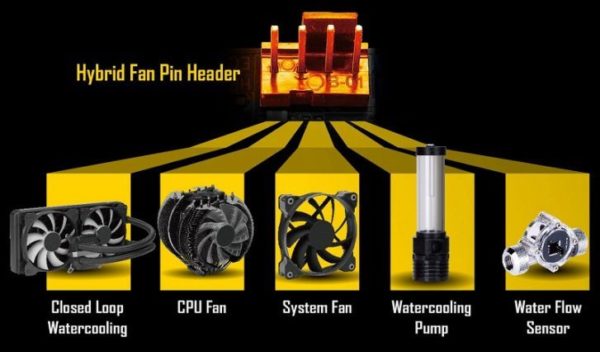 Hybrid Fan Pin Header
Closed Loop
Watercooling
CPU Fan
System Fan
Watercooling
Pump
Water Flow
Sensor